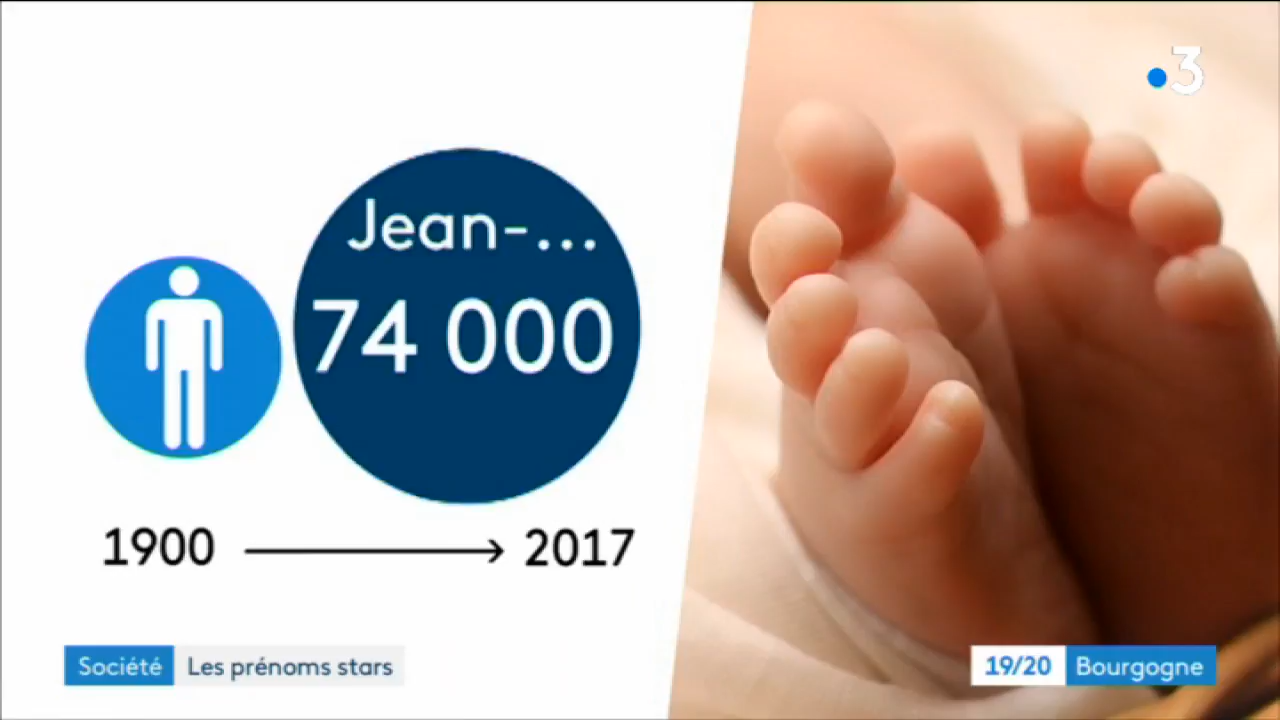 3
Jean-...
74 000
1900 2017
Société Les prénoms stars
19/20 Bourgogne